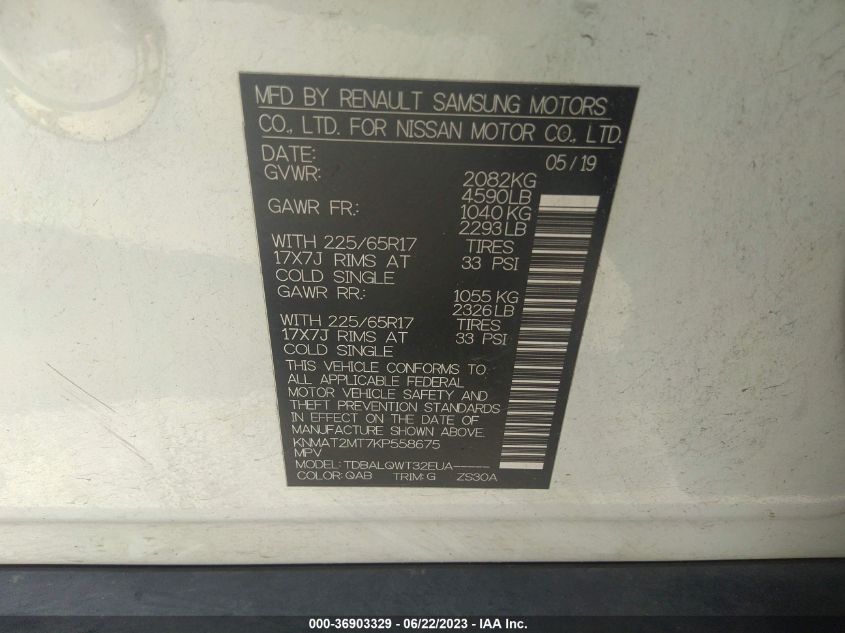 MFD BY RENAULT SAMSUNG MOTORS
CO., LTD. FOR NISSAN MOTOR CO., LTD.
DATE: 05/19
GVWR: 2082KG
4590LB
GAWR FR.: 1040KG
2293LB
WITH 225/65R17 TIRES
17X7J RIMS AT 33 PSI
COLD SINGLE
GAWR RR.: 1055KG
2326LB
WITH 225/65R17 TIRES
17X7J RIMS AT 33 PSI
COLD SINGLE
THIS VEHICLE CONFORMS TO
ALL APPLICABLE FEDERAL
MOTOR VEHICLE SAFETY AND
THEFT PREVENTION STANDARDS
IN EFFECT ON THE DATE OF
MANUFACTURE SHOWN ABOVE.
KNMAT2MT7KP558675
MPV
MODEL: TDBALQWT32EUA-----
COLOR: QAB TRIM: G ZS30A
000-36903329 - 06/22/2023 - IAA Inc.